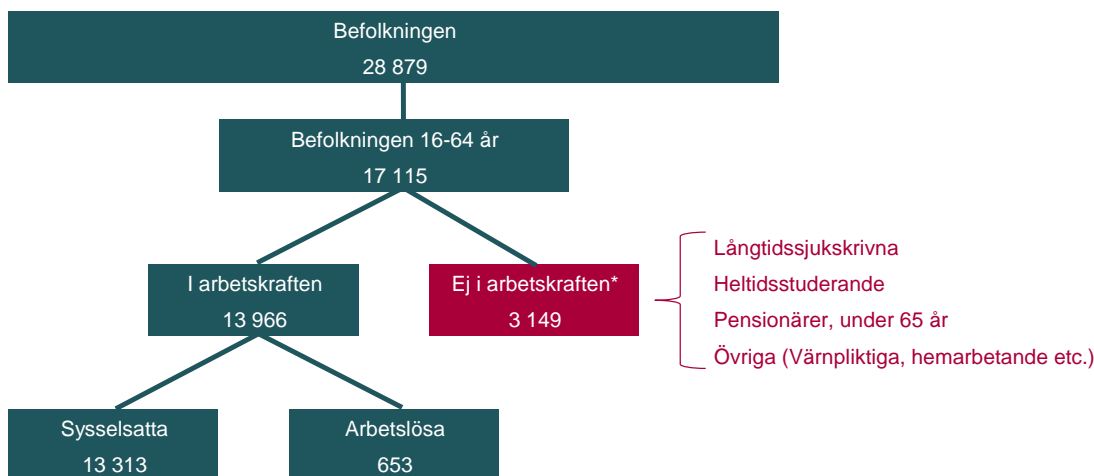 Befolkningen
28 879
Befolkningen 16-64 år
17 115
I arbetskraften
13 966
Ej i arbetskraften*
3 149
Långtidssjukskrivna
Heltidsstuderande
Pensionärer, under 65 år
Övriga (Värnpliktiga, hemarbetande etc.)
Sysselsatta
13 313
Arbetslösa
653